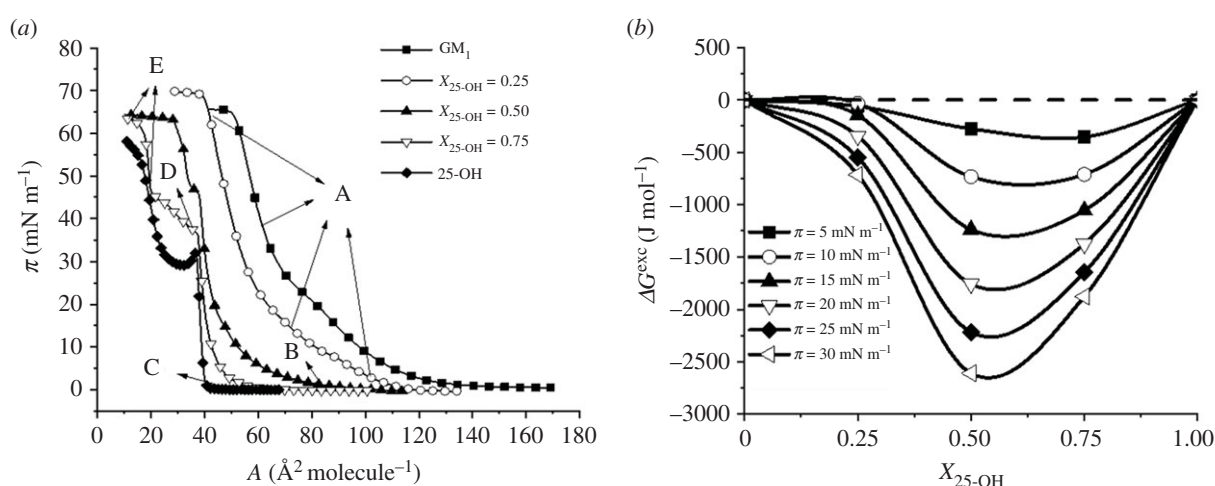 (a)
80
70
60
50
40
30
20
10
0
π (mN m⁻¹)
0 20 40 60 80 100 120 140 160 180
A (Å² molecule⁻¹)
GM₁
X₂₅₋OH = 0.25
X₂₅₋OH = 0.50
X₂₅₋OH = 0.75
25-OH
E
D
A
B
C
(b)
500
0
−500
−1000
−1500
−2000
−2500
−3000
ΔGᵉˣᶜ (J mol⁻¹)
π = 5 mN m⁻¹
π = 10 mN m⁻¹
π = 15 mN m⁻¹
π = 20 mN m⁻¹
π = 25 mN m⁻¹
π = 30 mN m⁻¹
0 0.25 0.50 0.75 1.00
X₂₅₋OH